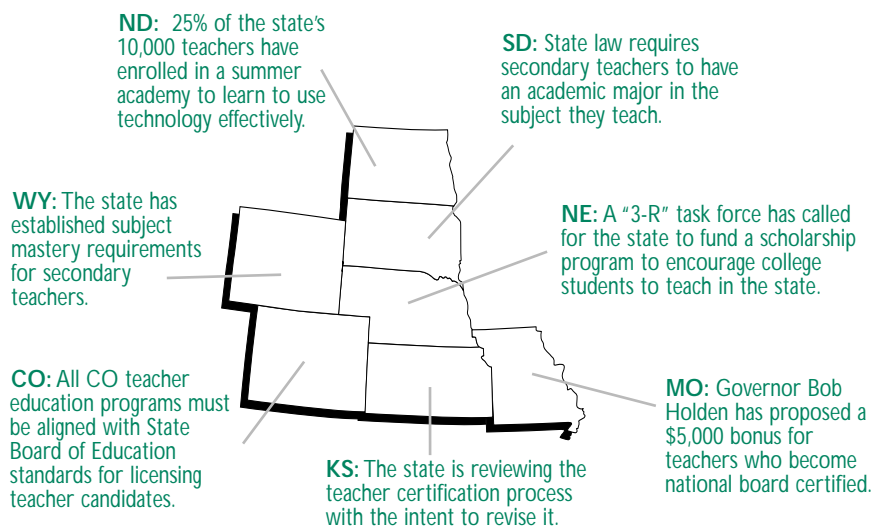 ND: 25% of the state's
10,000 teachers have
enrolled in a summer
academy to learn to use
technology effectively.
SD: State law requires
secondary teachers to have
an academic major in the
subject they teach.
WY: The state has
established subject
mastery requirements
for secondary
teachers.
NE: A "3-R" task force has called
for the state to fund a scholarship
program to encourage college
students to teach in the state.
CO: All CO teacher
education programs must
be aligned with State
Board of Education
standards for licensing
teacher candidates.
KS: The state is reviewing the
teacher certification process
with the intent to revise it.
MO: Governor Bob
Holden has proposed a
$5,000 bonus for
teachers who become
national board certified.